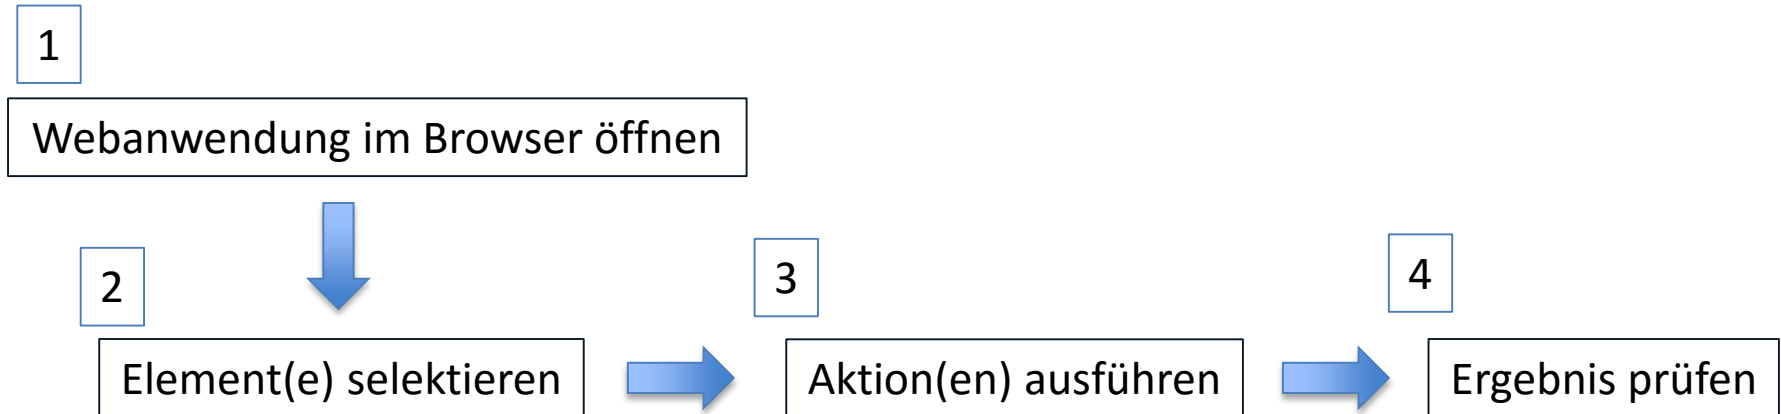 1
Webanwendung im Browser öffnen
2
Element(e) selektieren
3
Aktion(en) ausführen
4
Ergebnis prüfen